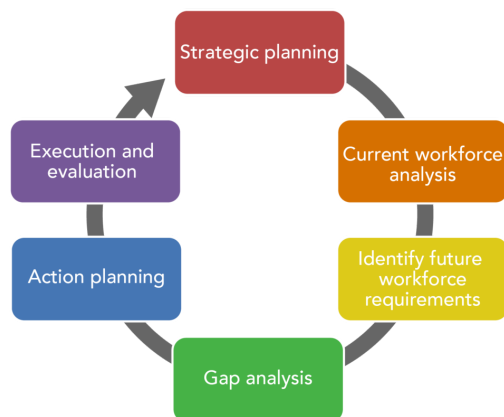 Strategic planning
Current workforce
analysis
Identify future
workforce
requirements
Gap analysis
Action planning
Execution and
evaluation